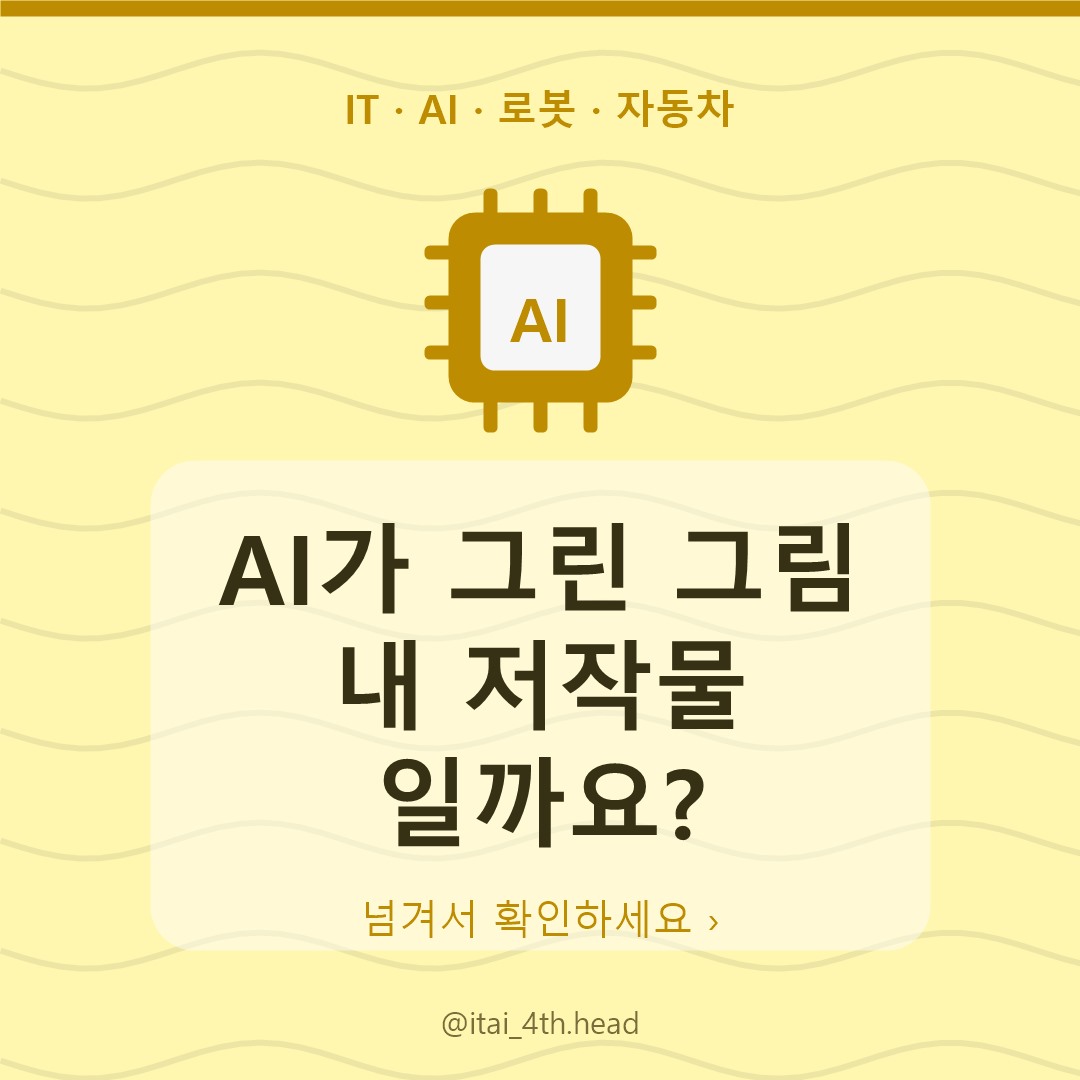 IT · AI · 로봇 · 자동차
AI
AI가 그린 그림
내 저작물
일까요?
넘겨서 확인하세요 ›
@itai_4th.head